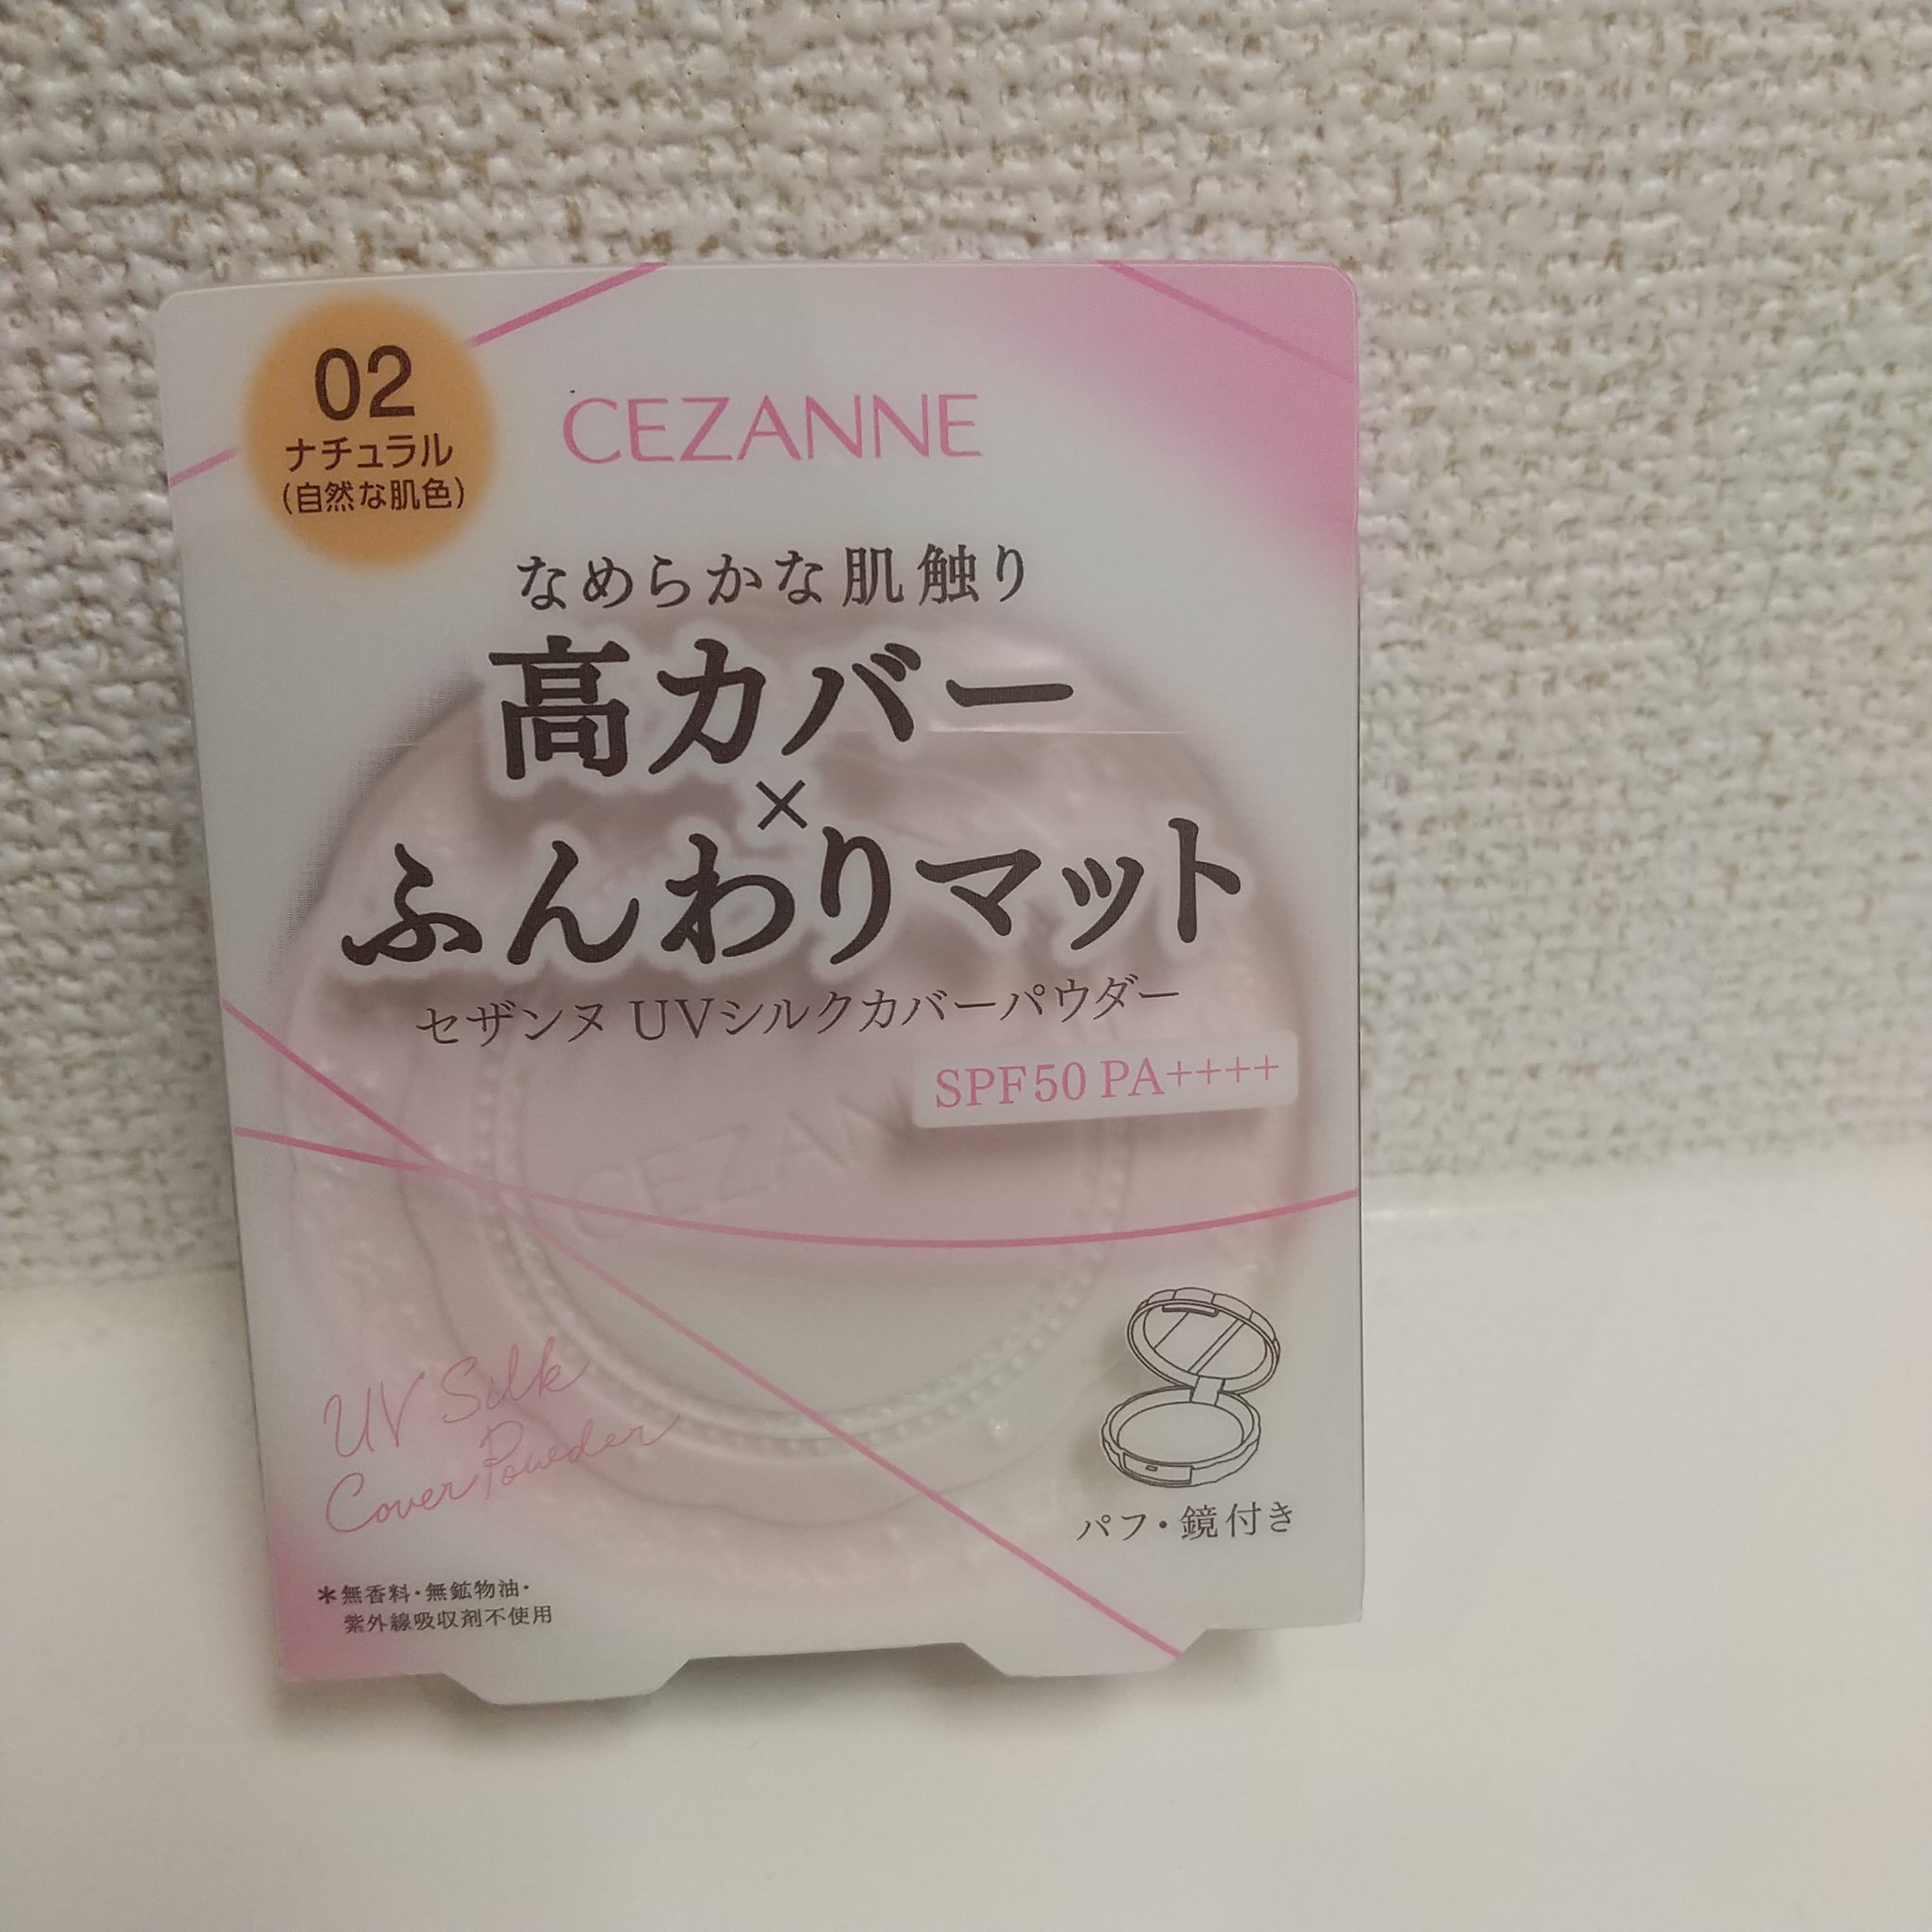 02
ナチュラル
(自然な肌色)
CEZANNE
なめらかな肌触り
高カバー
×
ふんわりマット
セザンヌ UVシルクカバーパウダー
SPF50 PA++++
CEZAN
UV Silk
Cover Powder
パフ・鏡付き
*無香料・無鉱物油・
紫外線吸収剤不使用